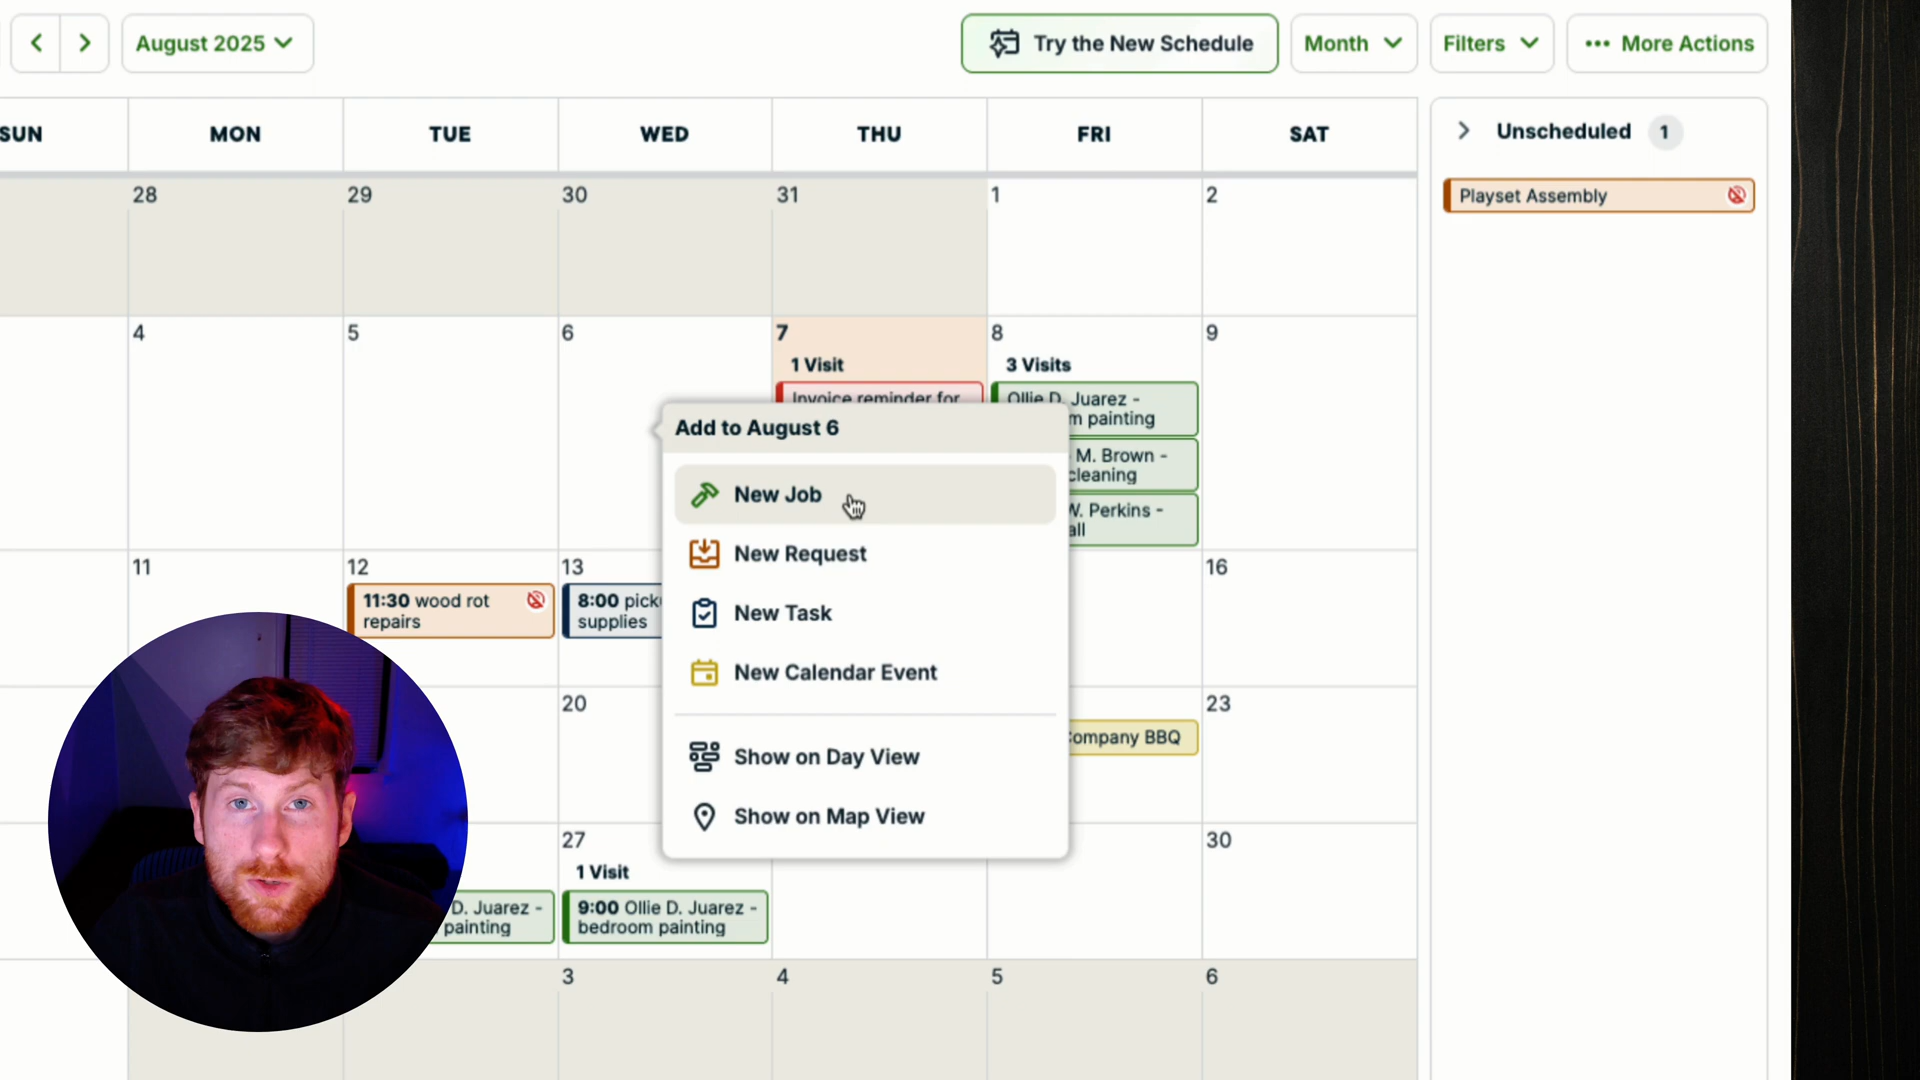 August 2025
Try the New Schedule
Month
Filters
More Actions
SUN
MON
TUE
WED
THU
FRI
SAT
Unscheduled 1
Playset Assembly
28
29
30
31
1
2
4
5
6
7
8
9
1 Visit
3 Visits
Invoice reminder for
Ollie D. Juarez -
m painting
M. Brown -
cleaning
W. Perkins -
all
Add to August 6
New Job
New Request
New Task
New Calendar Event
Show on Day View
Show on Map View
11
12
13
16
11:30 wood rot
repairs
8:00 pick
supplies
20
23
ompany BBQ
27
30
1 Visit
D. Juarez -
painting
9:00 Ollie D. Juarez -
bedroom painting
3
4
5
6